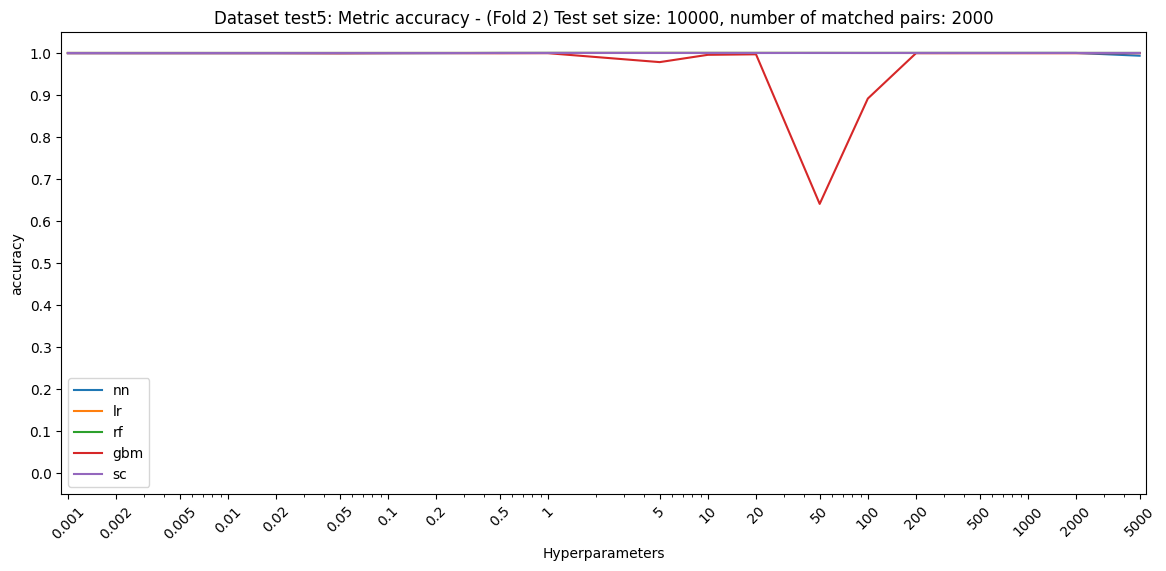 Dataset test5: Metric accuracy - (Fold 2) Test set size: 10000, number of matched pairs: 2000
accuracy
1.0
0.9
0.8
0.7
0.6
0.5
0.4
0.3
0.2
0.1
0.0
nn
lr
rf
gbm
sc
0.001 0.002 0.005 0.01 0.02 0.05 0.1 0.2 0.5 1 5 10 20 50 100 200 500 1000 2000 5000
Hyperparameters